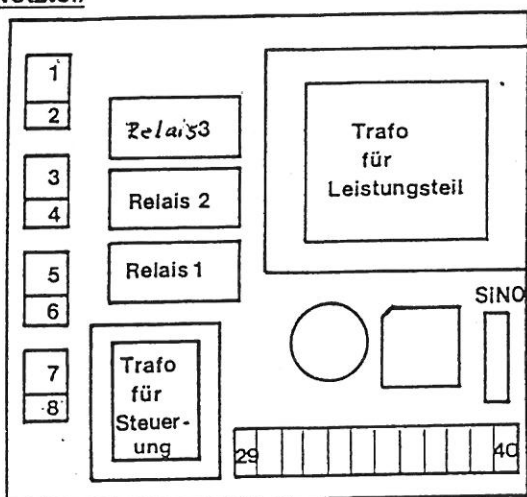 1
2
3
4
5
6
7
8
Relais3
Relais 2
Relais 1
Trafo
für
Leistungsteil
SiNO
Trafo
für
Steuer-
ung
29
40